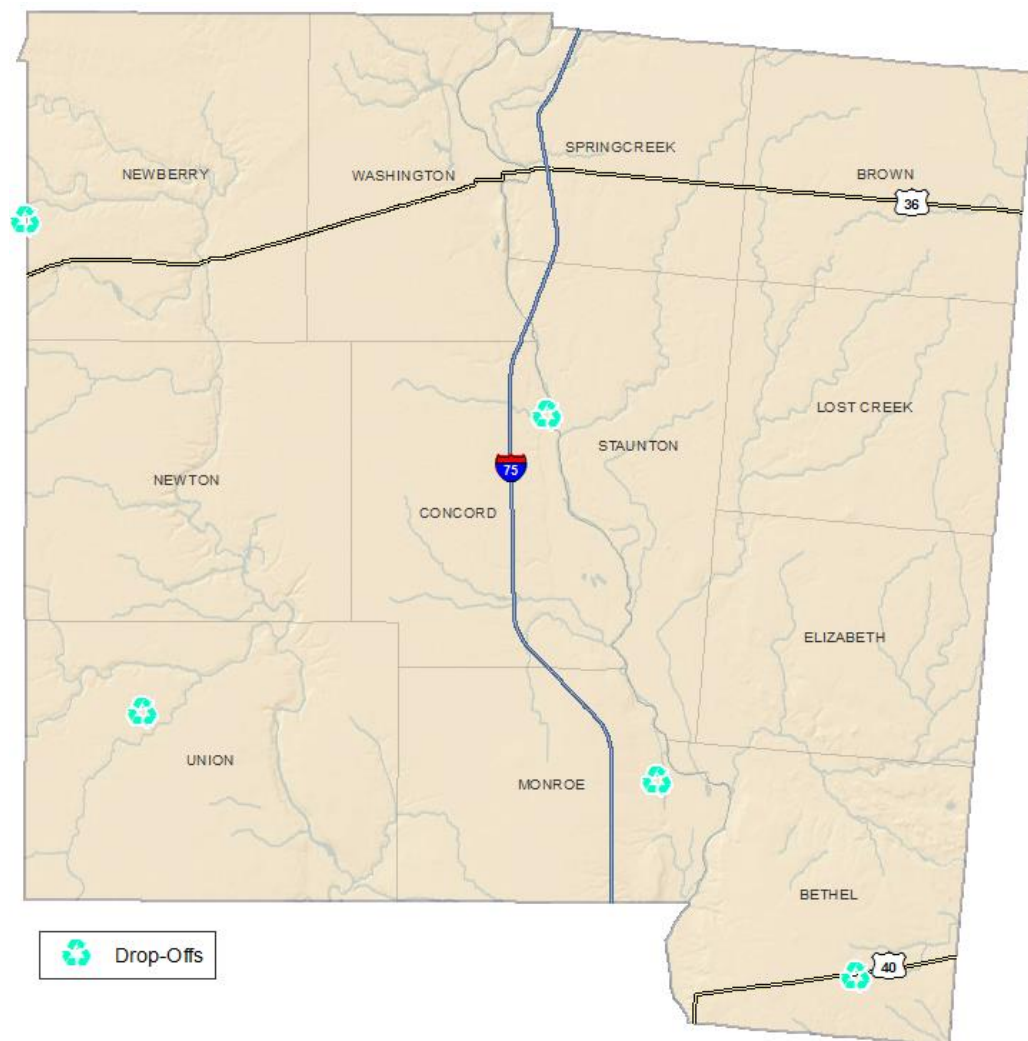 SPRINGCREEK
NEWBERRY
WASHINGTON
BROWN
36
LOST CREEK
STAUNTON
75
NEWTON
CONCORD
ELIZABETH
UNION
MONROE
BETHEL
40
Drop-Offs